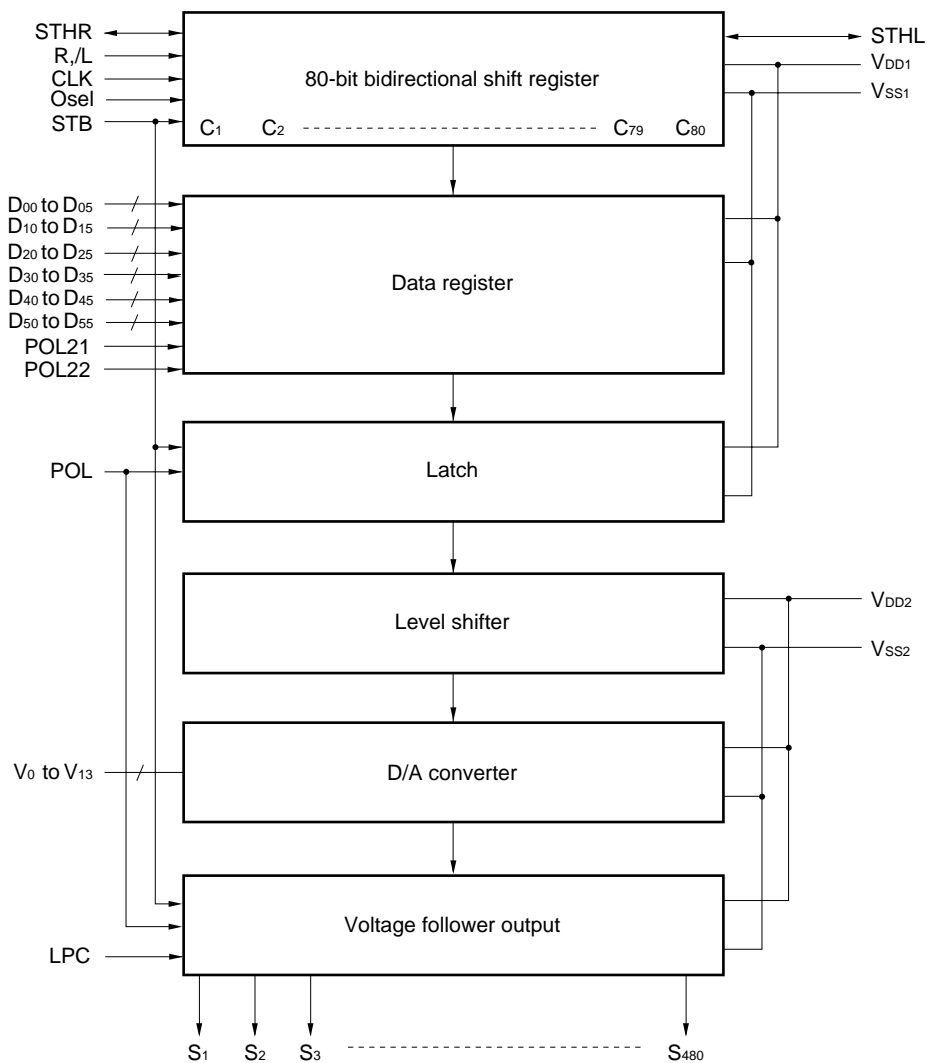 STHR
R,/L
CLK
Osel
STB
80-bit bidirectional shift register
C1 C2 C79 C80
STHL
VDD1
VSS1
D00 to D05
D10 to D15
D20 to D25
D30 to D35
D40 to D45
D50 to D55
POL21
POL22
Data register
POL
Latch
Level shifter
VDD2
VSS2
V0 to V13
D/A converter
Voltage follower output
LPC
S1 S2 S3 S480